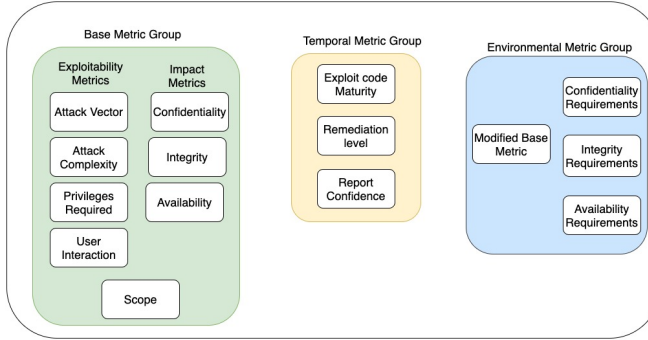 Base Metric Group
Exploitability
Metrics
Impact
Metrics
Attack Vector
Confidentiality
Attack
Complexity
Integrity
Privileges
Required
Availability
User
Interaction
Scope
Temporal Metric Group
Exploit code
Maturity
Remediation
level
Report
Confidence
Environmental Metric Group
Modified Base
Metric
Confidentiality
Requirements
Integrity
Requirements
Availability
Requirements